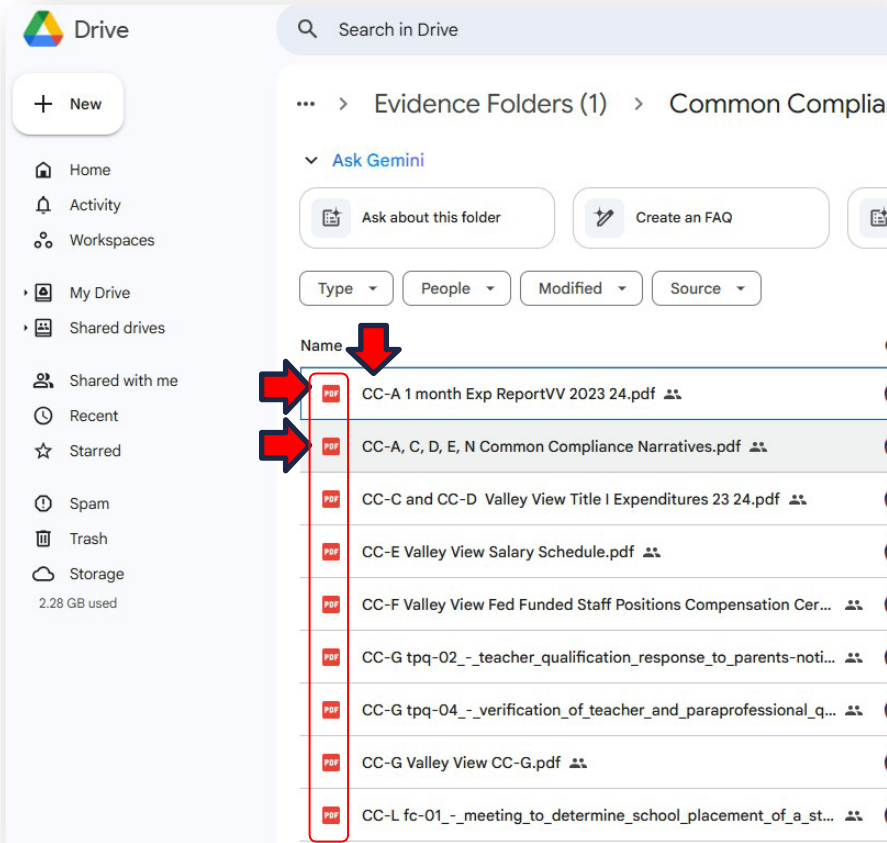 Drive
Search in Drive
New
... > Evidence Folders (1) > Common Complia
Ask Gemini
Ask about this folder
Create an FAQ
Home
Activity
Workspaces
My Drive
Shared drives
Shared with me
Recent
Starred
Spam
Trash
Storage
2.28 GB used
Type People Modified Source
Name
PDF CC-A 1 month Exp ReportVV 2023 24.pdf
PDF CC-A, C, D, E, N Common Compliance Narratives.pdf
PDF CC-C and CC-D Valley View Title I Expenditures 23 24.pdf
PDF CC-E Valley View Salary Schedule.pdf
PDF CC-F Valley View Fed Funded Staff Positions Compensation Cer...
PDF CC-G tpq-02_-_teacher_qualification_response_to_parents-noti...
PDF CC-G tpq-04_-_verification_of_teacher_and_paraprofessional_q...
PDF CC-G Valley View CC-G.pdf
PDF CC-L fc-01_-_meeting_to_determine_school_placement_of_a_st...